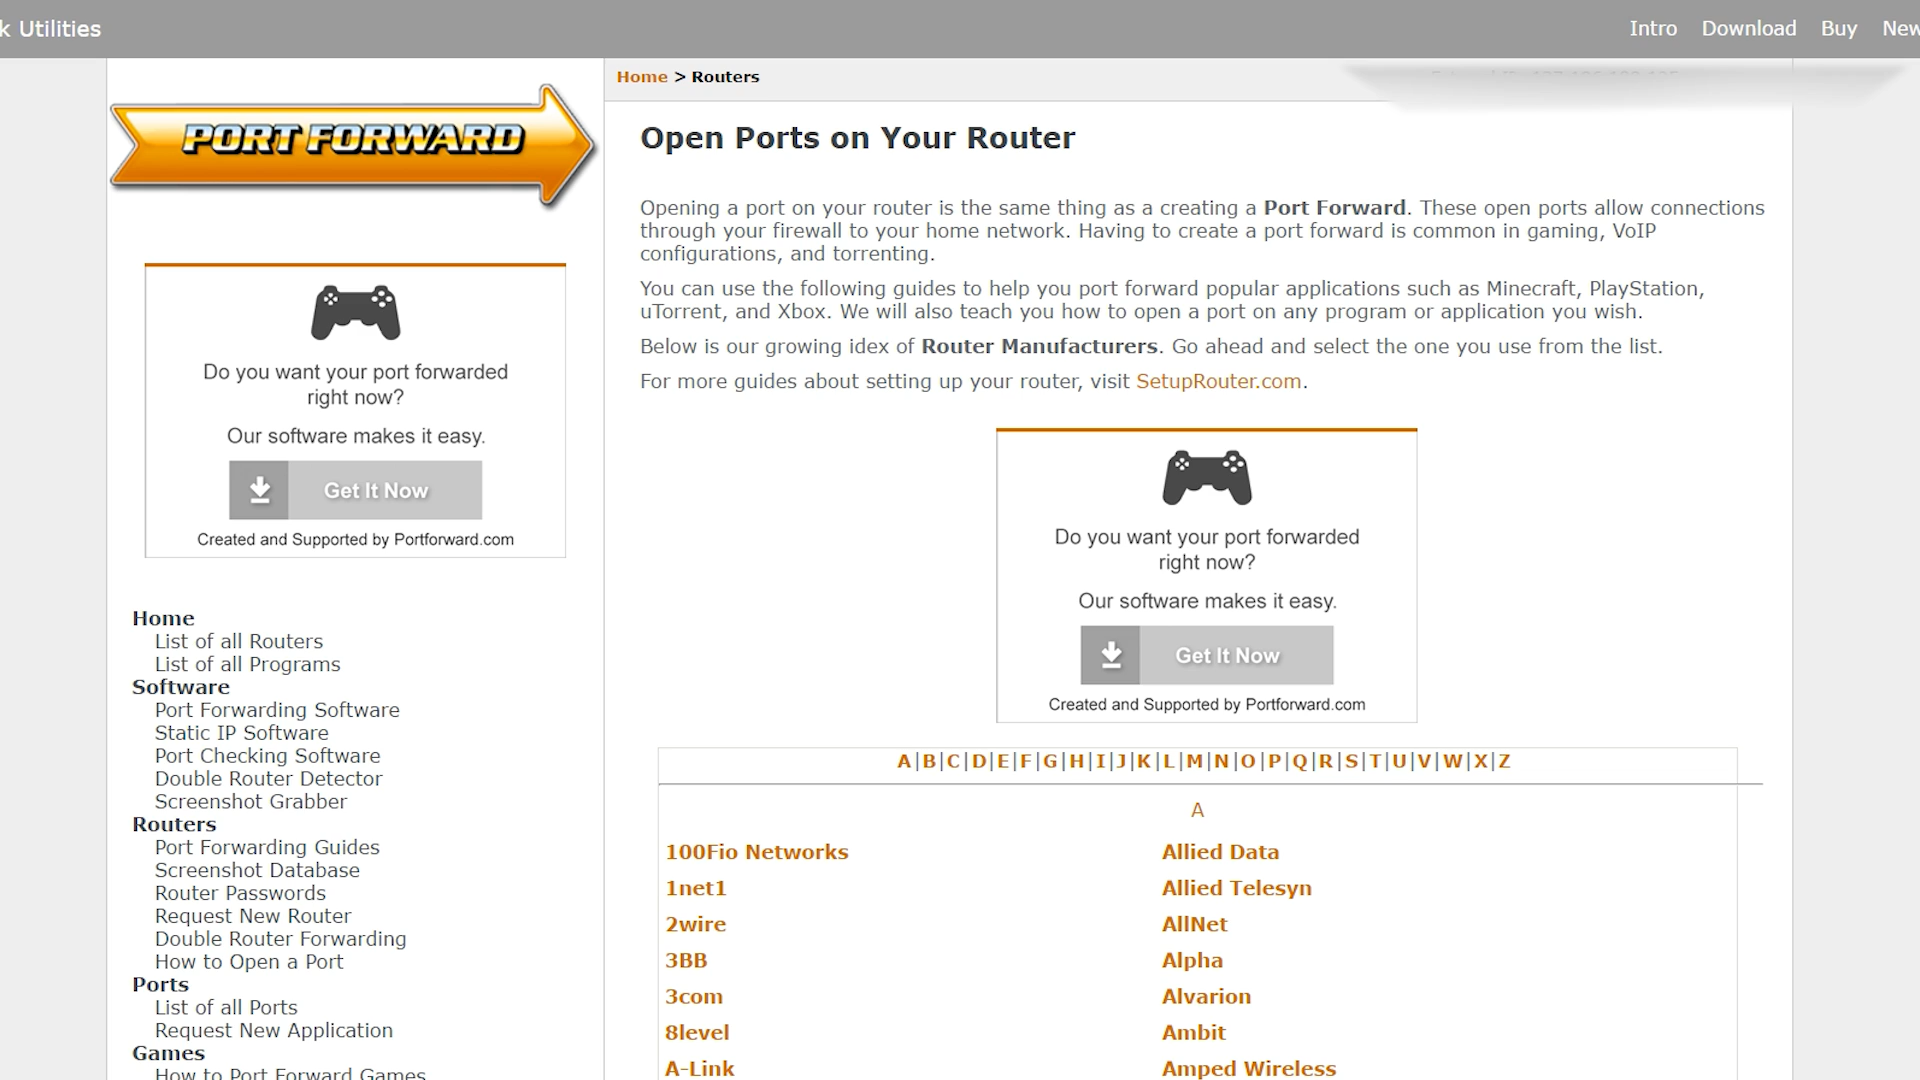 k Utilities
Intro Download Buy New
Home > Routers
PORT FORWARD
Open Ports on Your Router
Opening a port on your router is the same thing as a creating a Port Forward. These open ports allow connections
through your firewall to your home network. Having to create a port forward is common in gaming, VoIP
configurations, and torrenting.
You can use the following guides to help you port forward popular applications such as Minecraft, PlayStation,
uTorrent, and Xbox. We will also teach you how to open a port on any program or application you wish.
Below is our growing idex of Router Manufacturers. Go ahead and select the one you use from the list.
For more guides about setting up your router, visit SetupRouter.com.
Do you want your port forwarded
right now?
Our software makes it easy.
Get It Now
Created and Supported by Portforward.com
Do you want your port forwarded
right now?
Our software makes it easy.
Get It Now
Created and Supported by Portforward.com
Home
List of all Routers
List of all Programs
Software
Port Forwarding Software
Static IP Software
Port Checking Software
Double Router Detector
Screenshot Grabber
Routers
Port Forwarding Guides
Screenshot Database
Router Passwords
Request New Router
Double Router Forwarding
How to Open a Port
Ports
List of all Ports
Request New Application
Games
How to Port Forward Games
A|B|C|D|E|F|G|H|I|J|K|L|M|N|O|P|Q|R|S|T|U|V|W|X|Z
A
100Fio Networks Allied Data
1net1 Allied Telesyn
2wire AllNet
3BB Alpha
3com Alvarion
8level Ambit
A-Link Amped Wireless